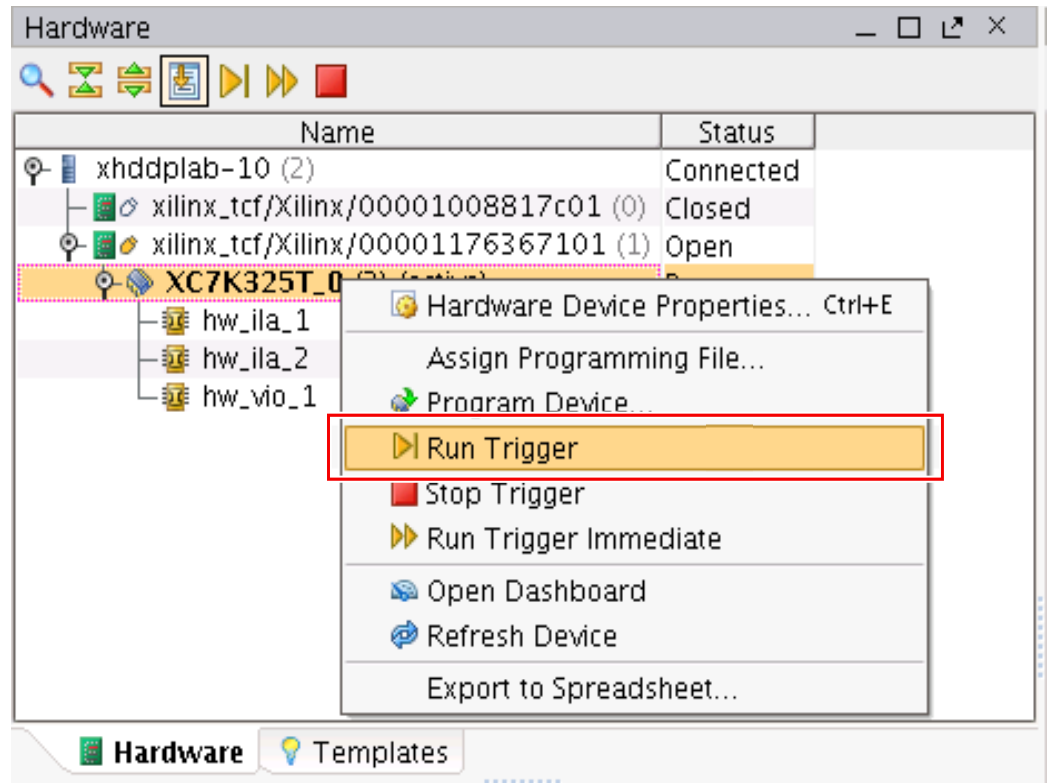 Hardware
Name Status
xhddplab-10 (2) Connected
xilinx_tcf/Xilinx/00001008817c01 (0) Closed
xilinx_tcf/Xilinx/00001176367101 (1) Open
XC7K325T_0
hw_ila_1
hw_ila_2
hw_vio_1
Hardware Device Properties... Ctrl+E
Assign Programming File...
Program Device...
Run Trigger
Stop Trigger
Run Trigger Immediate
Open Dashboard
Refresh Device
Export to Spreadsheet...
Hardware Templates